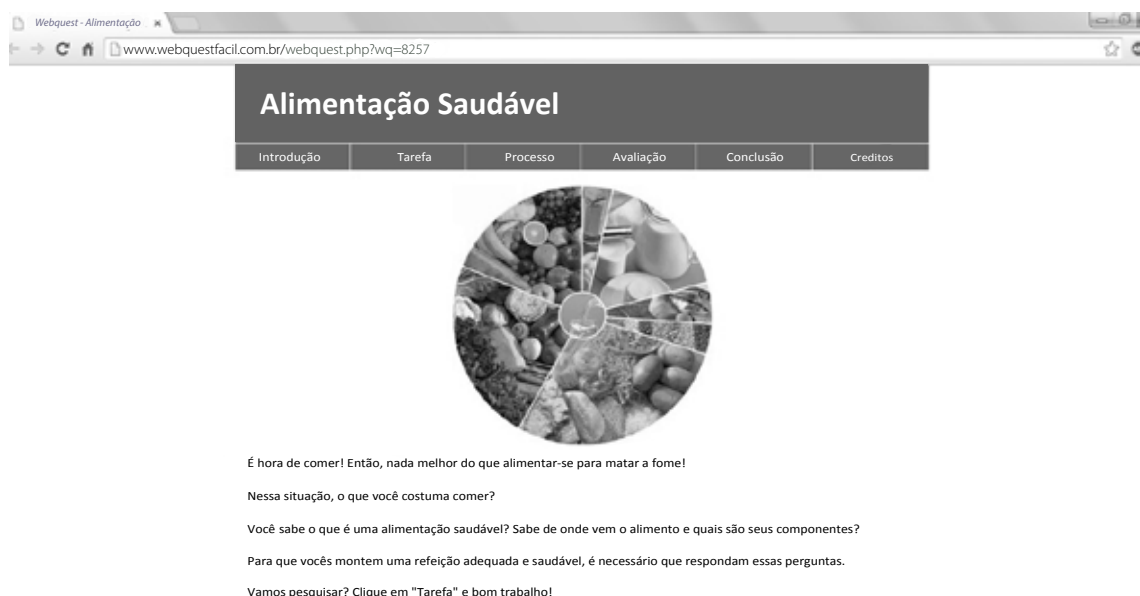 Webquest - Alimentação
www.webquestfacil.com.br/webquest.php?wq=8257
Alimentação Saudável
Introdução Tarefa Processo Avaliação Conclusão Creditos
É hora de comer! Então, nada melhor do que alimentar-se para matar a fome!
Nessa situação, o que você costuma comer?
Você sabe o que é uma alimentação saudável? Sabe de onde vem o alimento e quais são seus componentes?
Para que vocês montem uma refeição adequada e saudável, é necessário que respondam essas perguntas.
Vamos pesquisar? Clique em "Tarefa" e bom trabalho!